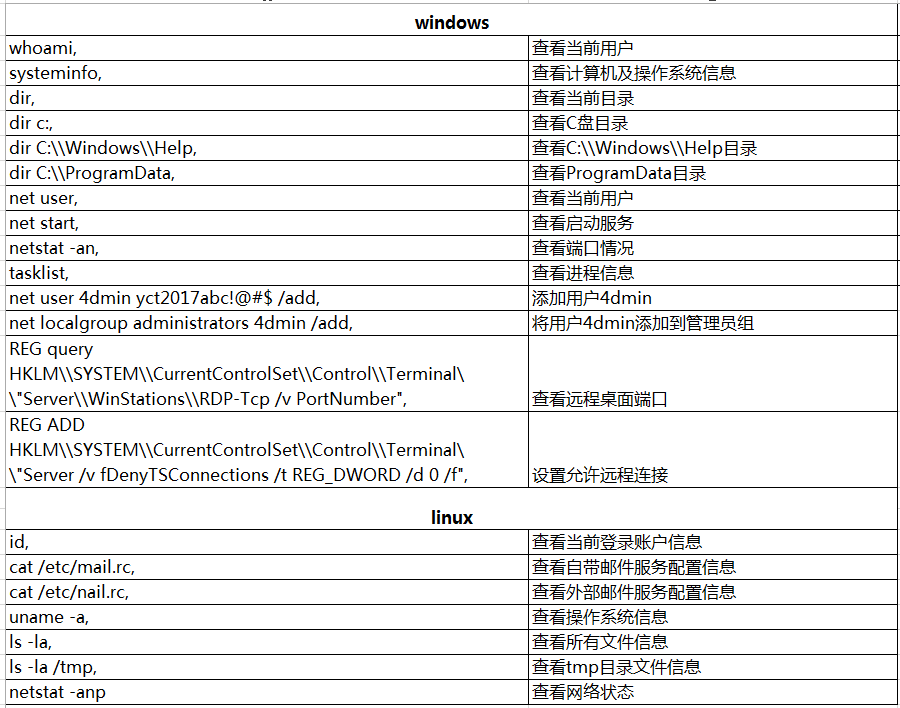 windows
whoami, 查看当前用户
systeminfo, 查看计算机及操作系统信息
dir, 查看当前目录
dir c:, 查看C盘目录
dir C:\\Windows\\Help, 查看C:\\Windows\\Help目录
dir C:\\ProgramData, 查看ProgramData目录
net user, 查看当前用户
net start, 查看启动服务
netstat -an, 查看端口情况
tasklist, 查看进程信息
net user 4dmin yct2017abc!@#$ /add, 添加用户4dmin
net localgroup administrators 4dmin /add, 将用户4dmin添加到管理员组
REG query
HKLM\\SYSTEM\\CurrentControlSet\\Control\\Terminal\
\"Server\\WinStations\\RDP-Tcp /v PortNumber", 查看远程桌面端口
REG ADD
HKLM\\SYSTEM\\CurrentControlSet\\Control\\Terminal\
\"Server /v fDenyTSConnections /t REG_DWORD /d 0 /f", 设置允许远程连接
linux
id, 查看当前登录账户信息
cat /etc/mail.rc, 查看自带邮件服务配置信息
cat /etc/nail.rc, 查看外部邮件服务配置信息
uname -a, 查看操作系统信息
ls -la, 查看所有文件信息
ls -la /tmp, 查看tmp目录文件信息
netstat -anp 查看网络状态